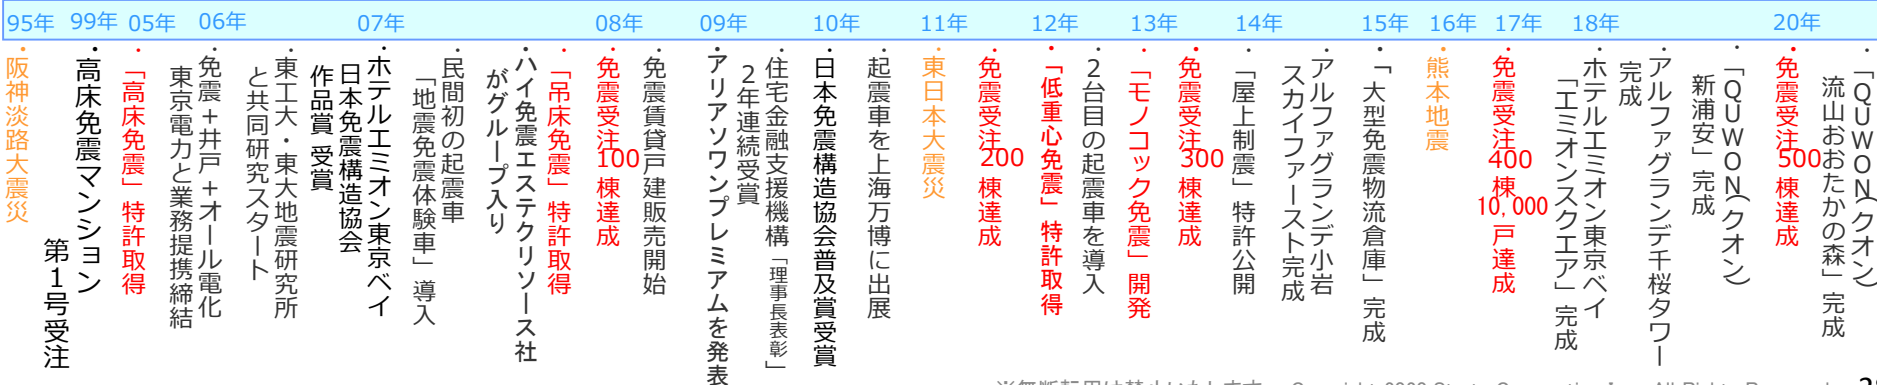 95年 99年 05年 06年 07年 08年 09年 10年 11年 12年 13年 14年 15年 16年 17年 18年 20年
・阪神淡路大震災
・高床免震マンション
第1号受注
・「高床免震」特許取得
・免震+井戸+オール電化
東京電力と業務提携締結
・東工大・東大地震研究所
と共同研究スタート
・ホテルエミオン東京ベイ
日本免震構造協会
作品賞 受賞
・民間初の起震車
「地震免震体験車」導入
・ハイ免震エステクリソース社
がグループ入り
・「吊床免震」特許取得
・免震受注100棟達成
・免震賃貸戸建販売開始
・アリアソワンプレミアムを発表
・住宅金融支援機構「理事長表彰」
2年連続受賞
・日本免震構造協会普及賞受賞
・起震車を上海万博に出展
・東日本大震災
・免震受注200棟達成
・「低重心免震」特許取得
・2台目の起震車を導入
・「モノコック免震」開発
・免震受注300棟達成
・「屋上制震」特許公開
・アルファグランデ小岩
スカイファースト完成
・「大型免震物流倉庫」完成
・熊本地震
・免震受注400棟10,000戸達成
・ホテルエミオン東京ベイ
「エミオンスクエア」完成
・アルファグランデ千桜タワー
完成
・「QUWON(クオン)
新浦安」完成
・免震受注500棟達成
・「QUWON(クオン)
流山おおたかの森」完成